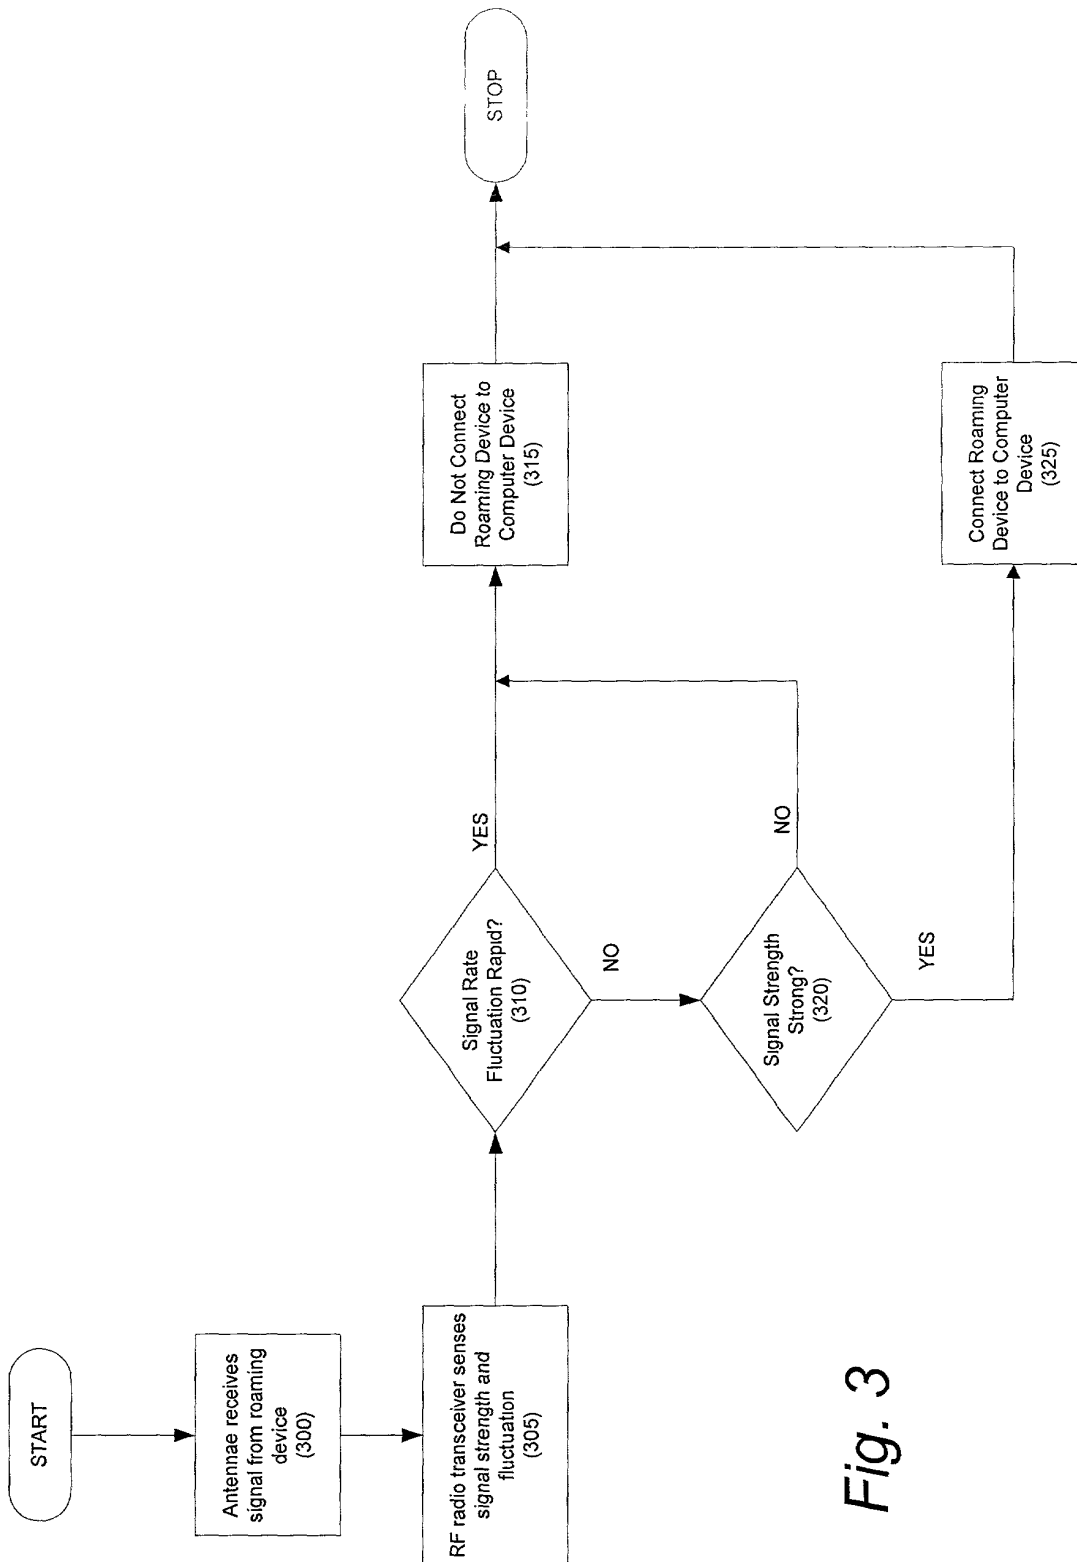 START
Antennae receives
signal from roaming
device
(300)
RF radio transceiver senses
signal strength and
fluctuation
(305)
Signal Rate
Fluctuation Rapid?
(310)
YES
NO
Do Not Connect
Roaming Device to
Computer Device
(315)
STOP
Signal Strength
Strong?
(320)
NO
YES
Connect Roaming
Device to Computer
Device
(325)
Fig. 3